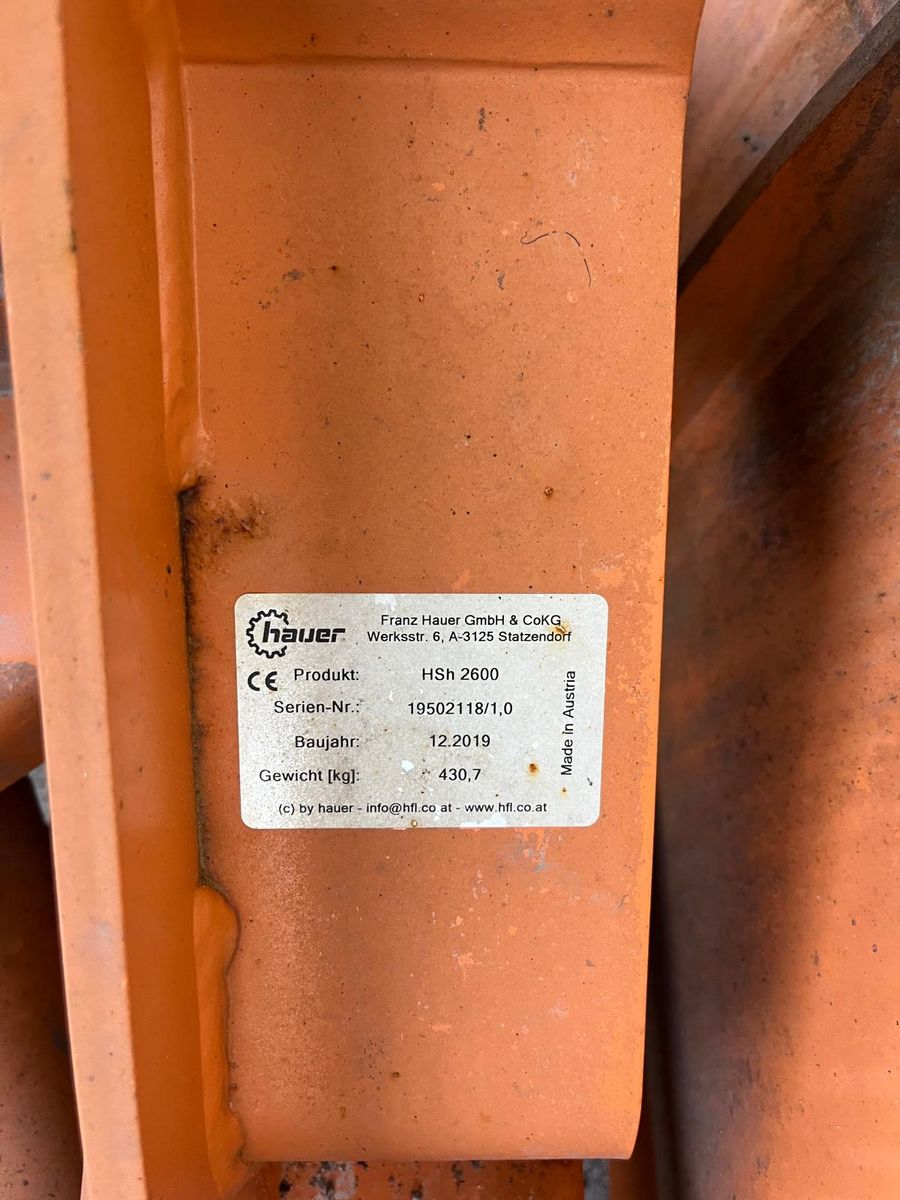 hauer
Franz Hauer GmbH & CoKG
Werksstr. 6, A-3125 Statzendorf
CE
Produkt: HSh 2600
Serien-Nr.: 19502118/1,0
Baujahr: 12.2019
Gewicht [kg]: 430,7
Made in Austria
(c) by hauer - info@hfl.co at - www.hfl.co.at